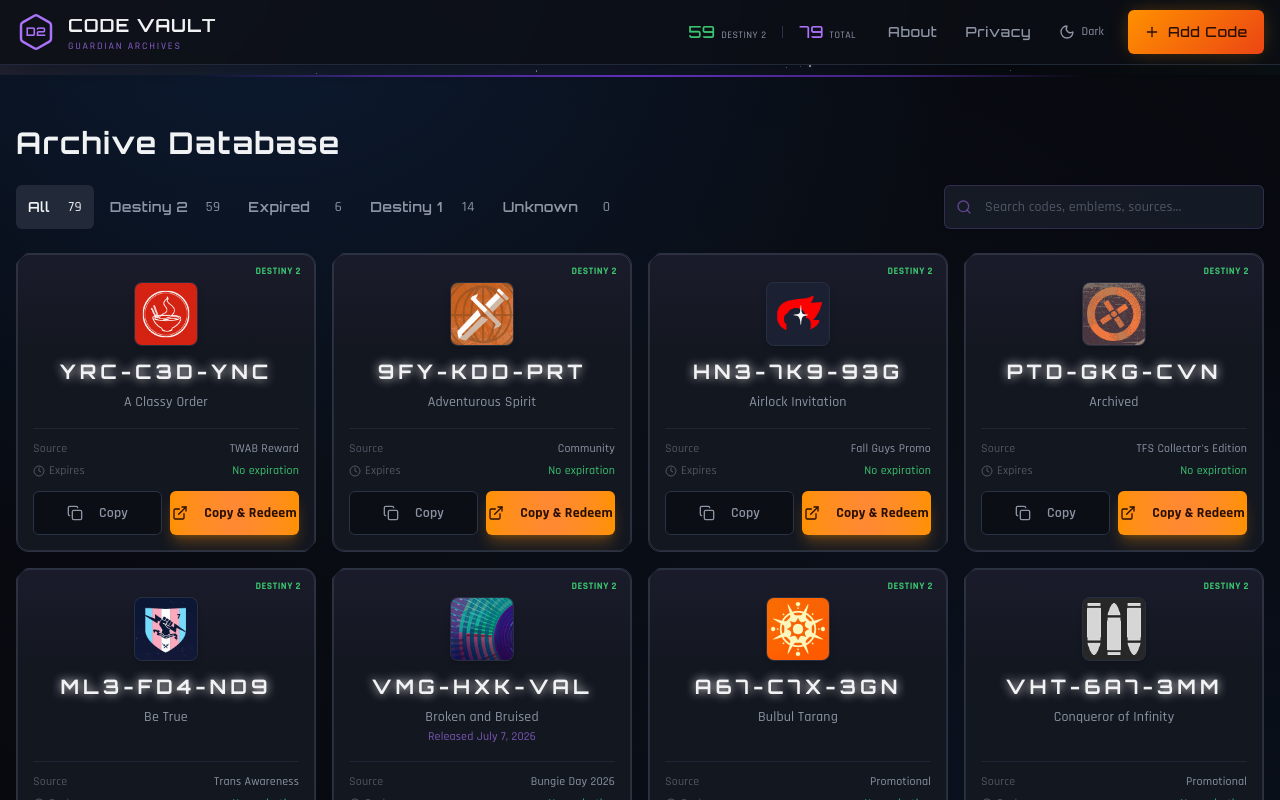 D2 CODE VAULT
GUARDIAN ARCHIVES
59 DESTINY 2 79 TOTAL About Privacy Dark + Add Code
Archive Database
All 79 Destiny 2 59 Expired 6 Destiny 1 14 Unknown 0
Search codes, emblems, sources...
DESTINY 2
YRC-C3D-YNC
A Classy Order
Source TWAB Reward
Expires No expiration
Copy Copy & Redeem
DESTINY 2
9FY-KDD-PRT
Adventurous Spirit
Source Community
Expires No expiration
Copy Copy & Redeem
DESTINY 2
HN3-7K9-93G
Airlock Invitation
Source Fall Guys Promo
Expires No expiration
Copy Copy & Redeem
DESTINY 2
PTD-GKG-CVN
Archived
Source TFS Collector's Edition
Expires No expiration
Copy Copy & Redeem
DESTINY 2
7
ML3-FD4-ND9
Be True
Source Trans Awareness
DESTINY 2
VMG-HXK-VAL
Broken and Bruised
Released July 7, 2026
Source Bungie Day 2026
DESTINY 2
A67-C7X-3GN
Bulbul Tarang
Source Promotional
DESTINY 2
VHT-6A7-3MM
Conqueror of Infinity
Source Promotional